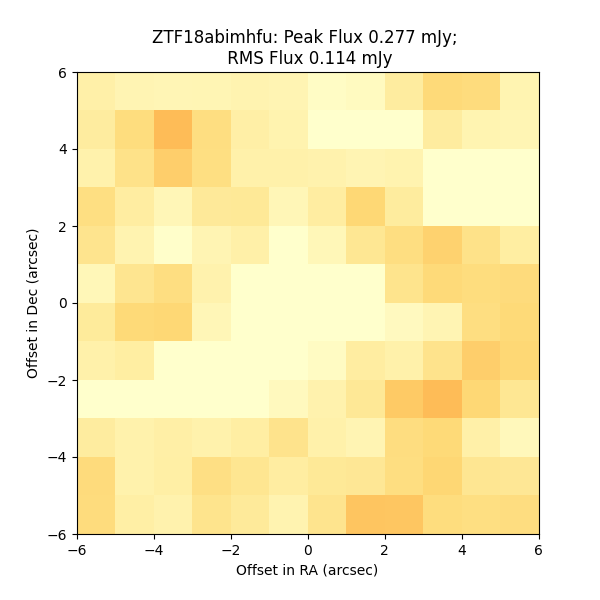 ZTF18abimhfu: Peak Flux 0.277 mJy;
RMS Flux 0.114 mJy
6
4
2
0
−2
−4
−6
Offset in Dec (arcsec)
−6 −4 −2 0 2 4 6
Offset in RA (arcsec)